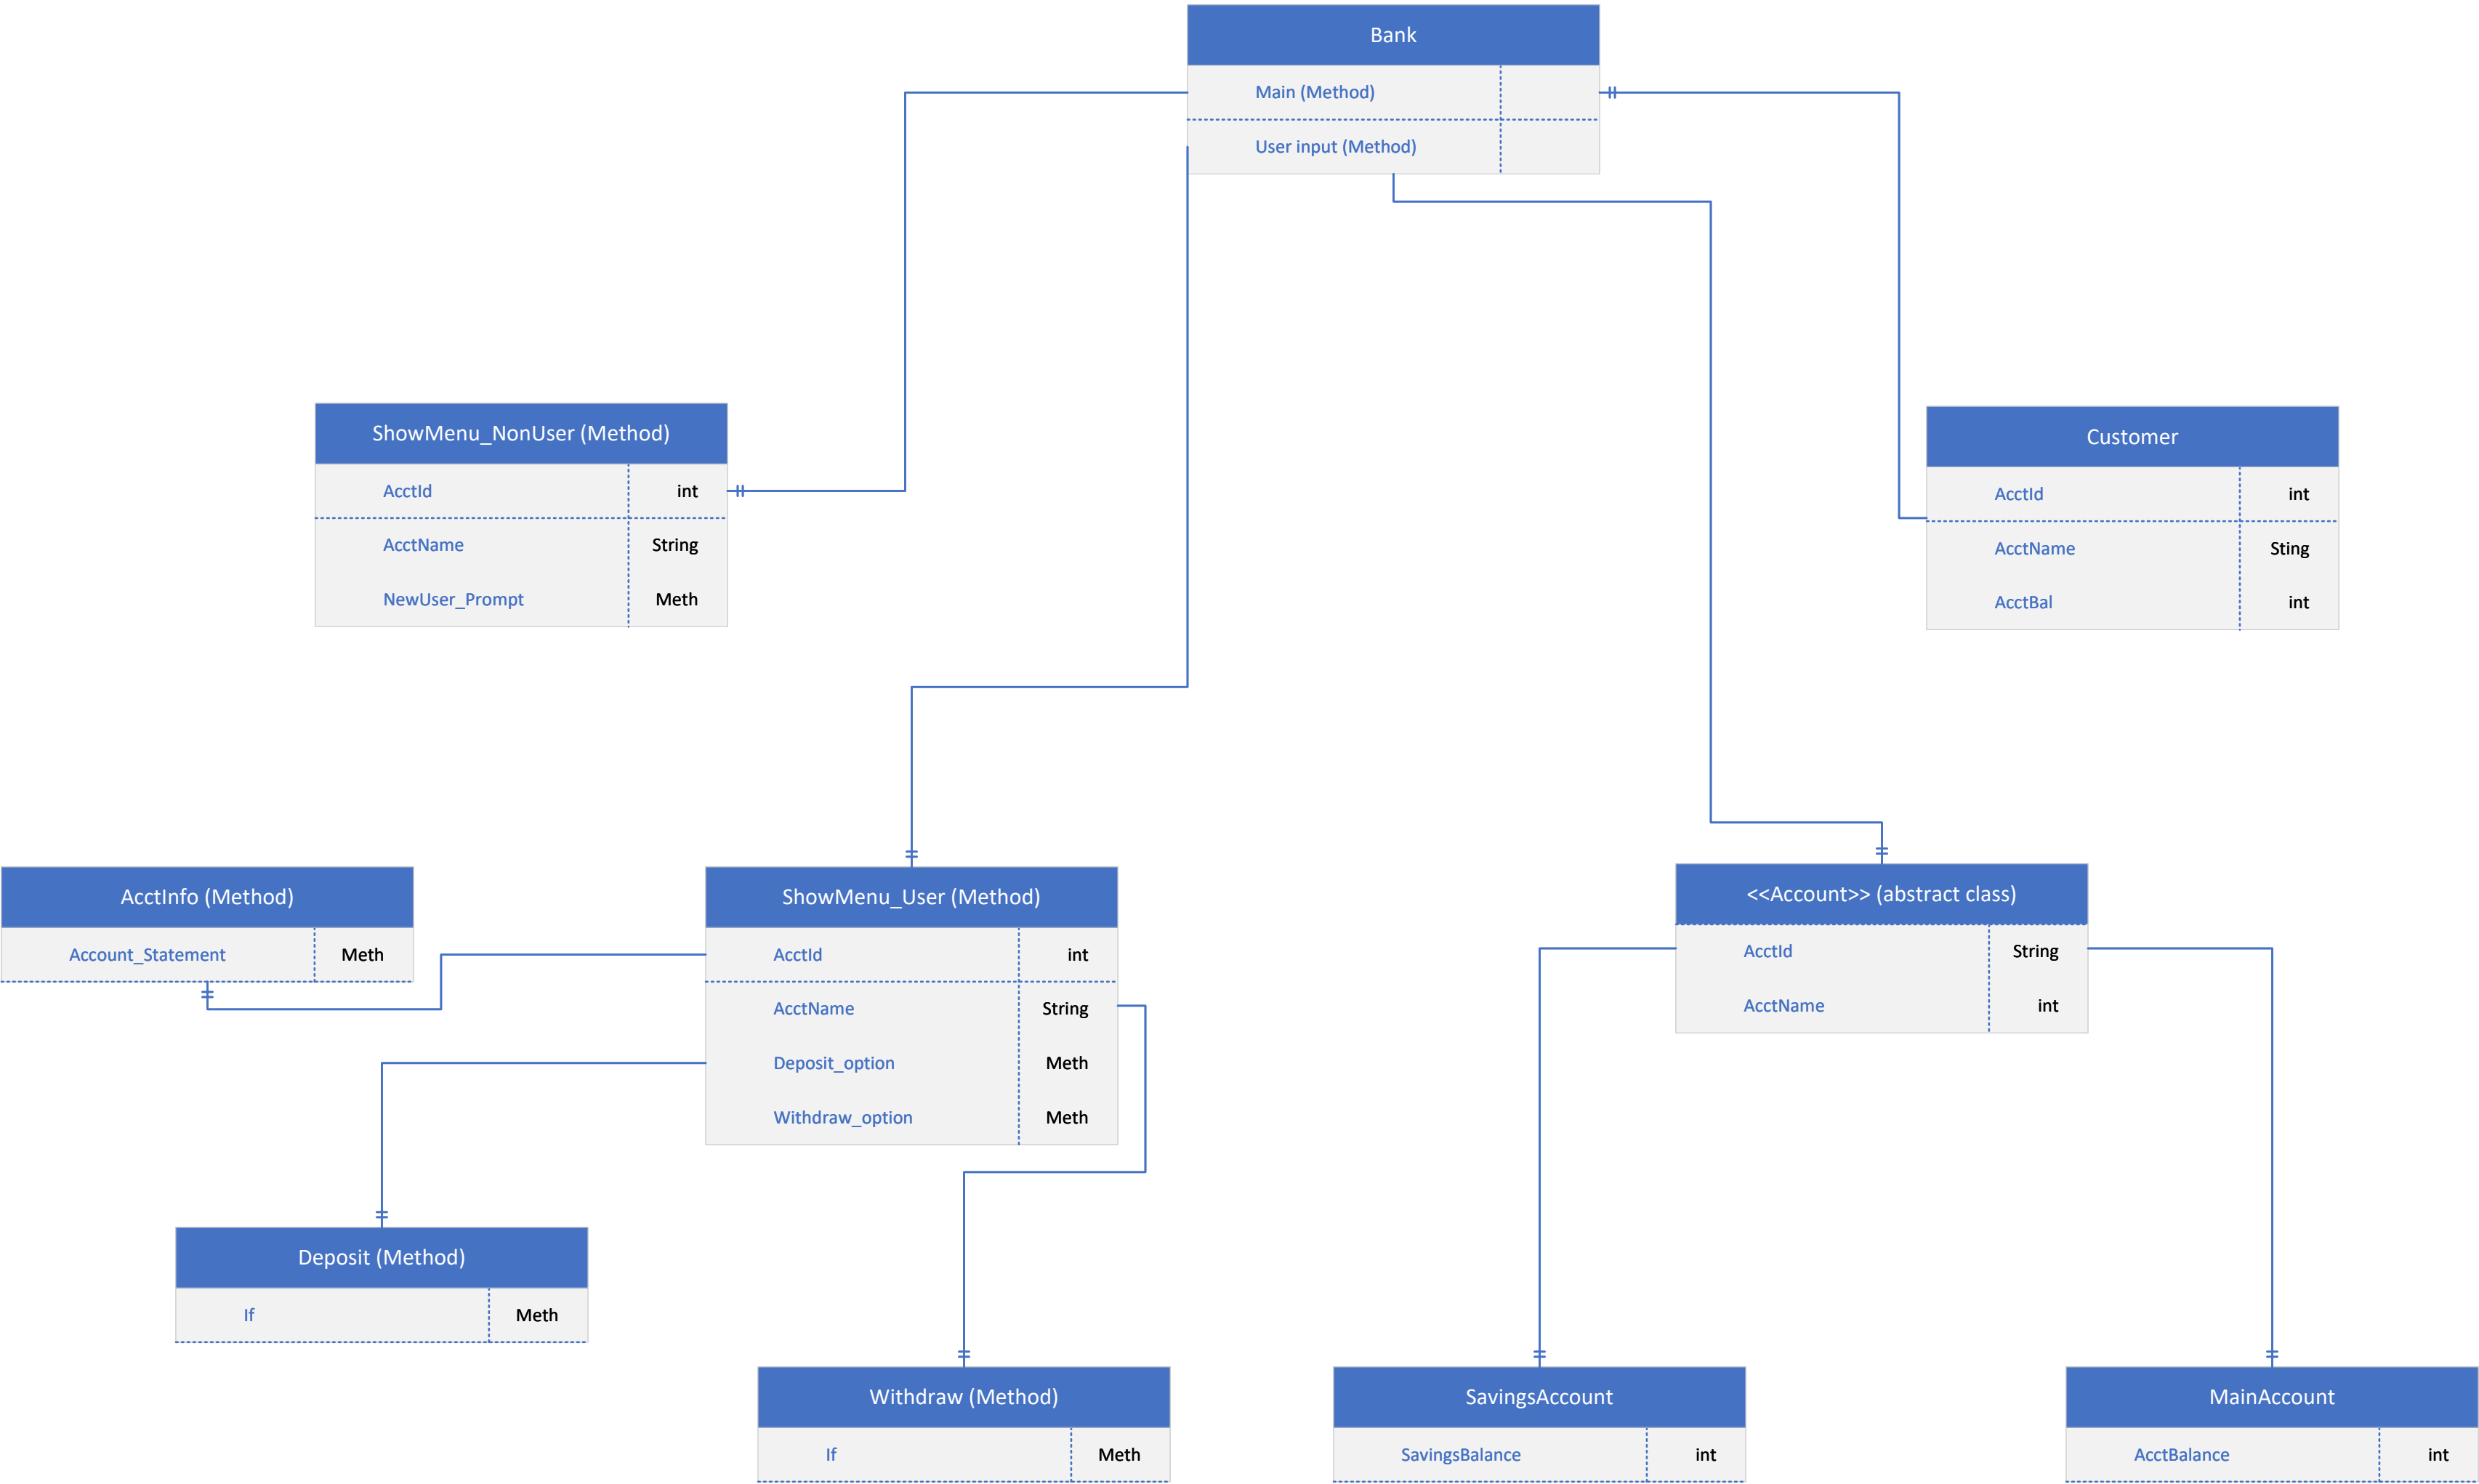 Bank
Main (Method)
User input (Method)
ShowMenu_NonUser (Method)
AcctId int
AcctName String
NewUser_Prompt Meth
Customer
AcctId int
AcctName Sting
AcctBal int
AcctInfo (Method)
Account_Statement Meth
ShowMenu_User (Method)
AcctId int
AcctName String
Deposit_option Meth
Withdraw_option Meth
<<Account>> (abstract class)
AcctId String
AcctName int
Deposit (Method)
If Meth
Withdraw (Method)
If Meth
SavingsAccount
SavingsBalance int
MainAccount
AcctBalance int